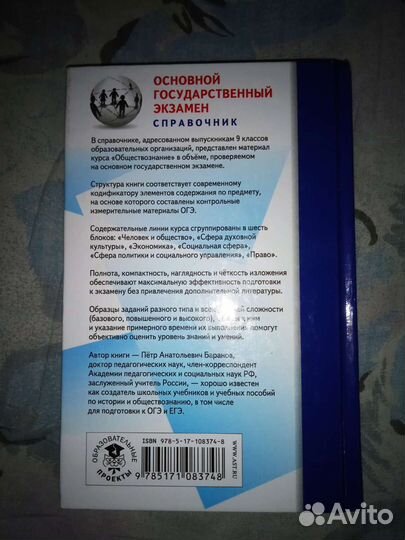 ОСНОВНОЙ
ГОСУДАРСТВЕННЫЙ
ЭКЗАМЕН
СПРАВОЧНИК
В справочнике, адресованном выпускникам 9 классов
образовательных организаций, представлен материал
курса «Обществознание» в объёме, проверяемом
на основном государственном экзамене.
Структура книги соответствует современному
кодификатору элементов содержания по предмету,
на основе которого составлены контрольные
измерительные материалы ОГЭ.
Содержательные линии курса сгруппированы в шесть
блоков: «Человек и общество», «Сфера духовной
культуры», «Экономика», «Социальная сфера»,
«Сфера политики и социального управления», «Право».
Полнота, компактность, наглядность и чёткость изложения
обеспечивают максимальную эффективность подготовки
к экзамену без привлечения дополнительной литературы.
Образцы заданий разного типа и сложности
(базового, повышенного и высокого), ним
и указание примерного времени их выполнения помогут
объективно оценить уровень знаний и умений.
Автор книги — Пётр Анатольевич Баранов,
доктор педагогических наук, член-корреспондент
Академии педагогических и социальных наук РФ,
заслуженный учитель России, — хорошо известен
как создатель школьных учебников и учебных пособий
по истории и обществознанию, в том числе
для подготовки к ОГЭ и ЕГЭ.
ОБРАЗОВАТЕЛЬНЫЕ
ПРОЕКТЫ
ISBN 978-5-17-108374-8
9 785171 083748
WWW.AST.RU
Avito